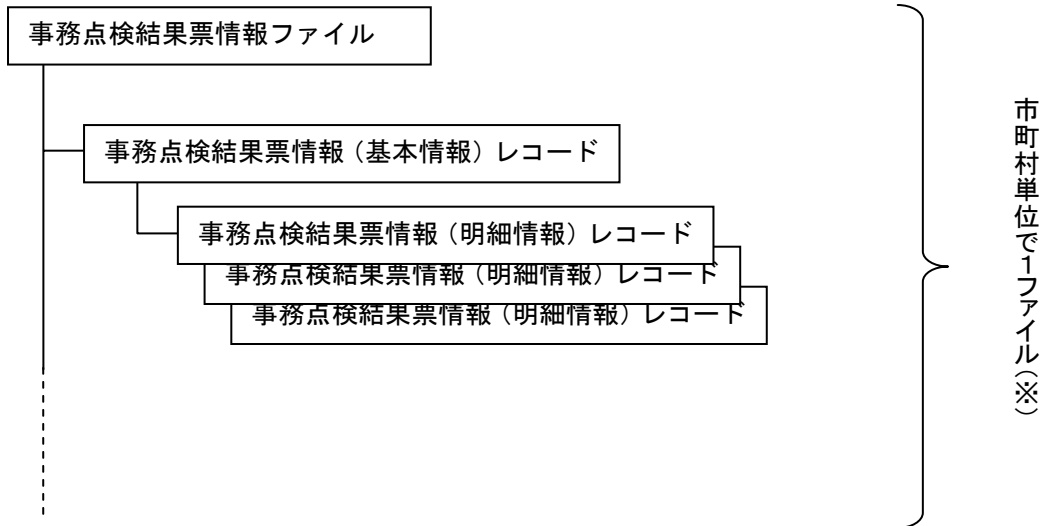 事務点検結果票情報ファイル
事務点検結果票情報（基本情報）レコード
事務点検結果票情報（明細情報）レコード
事務点検結果票情報（明細情報）レコード
事務点検結果票情報（明細情報）レコード
市町村単位で1ファイル（※）